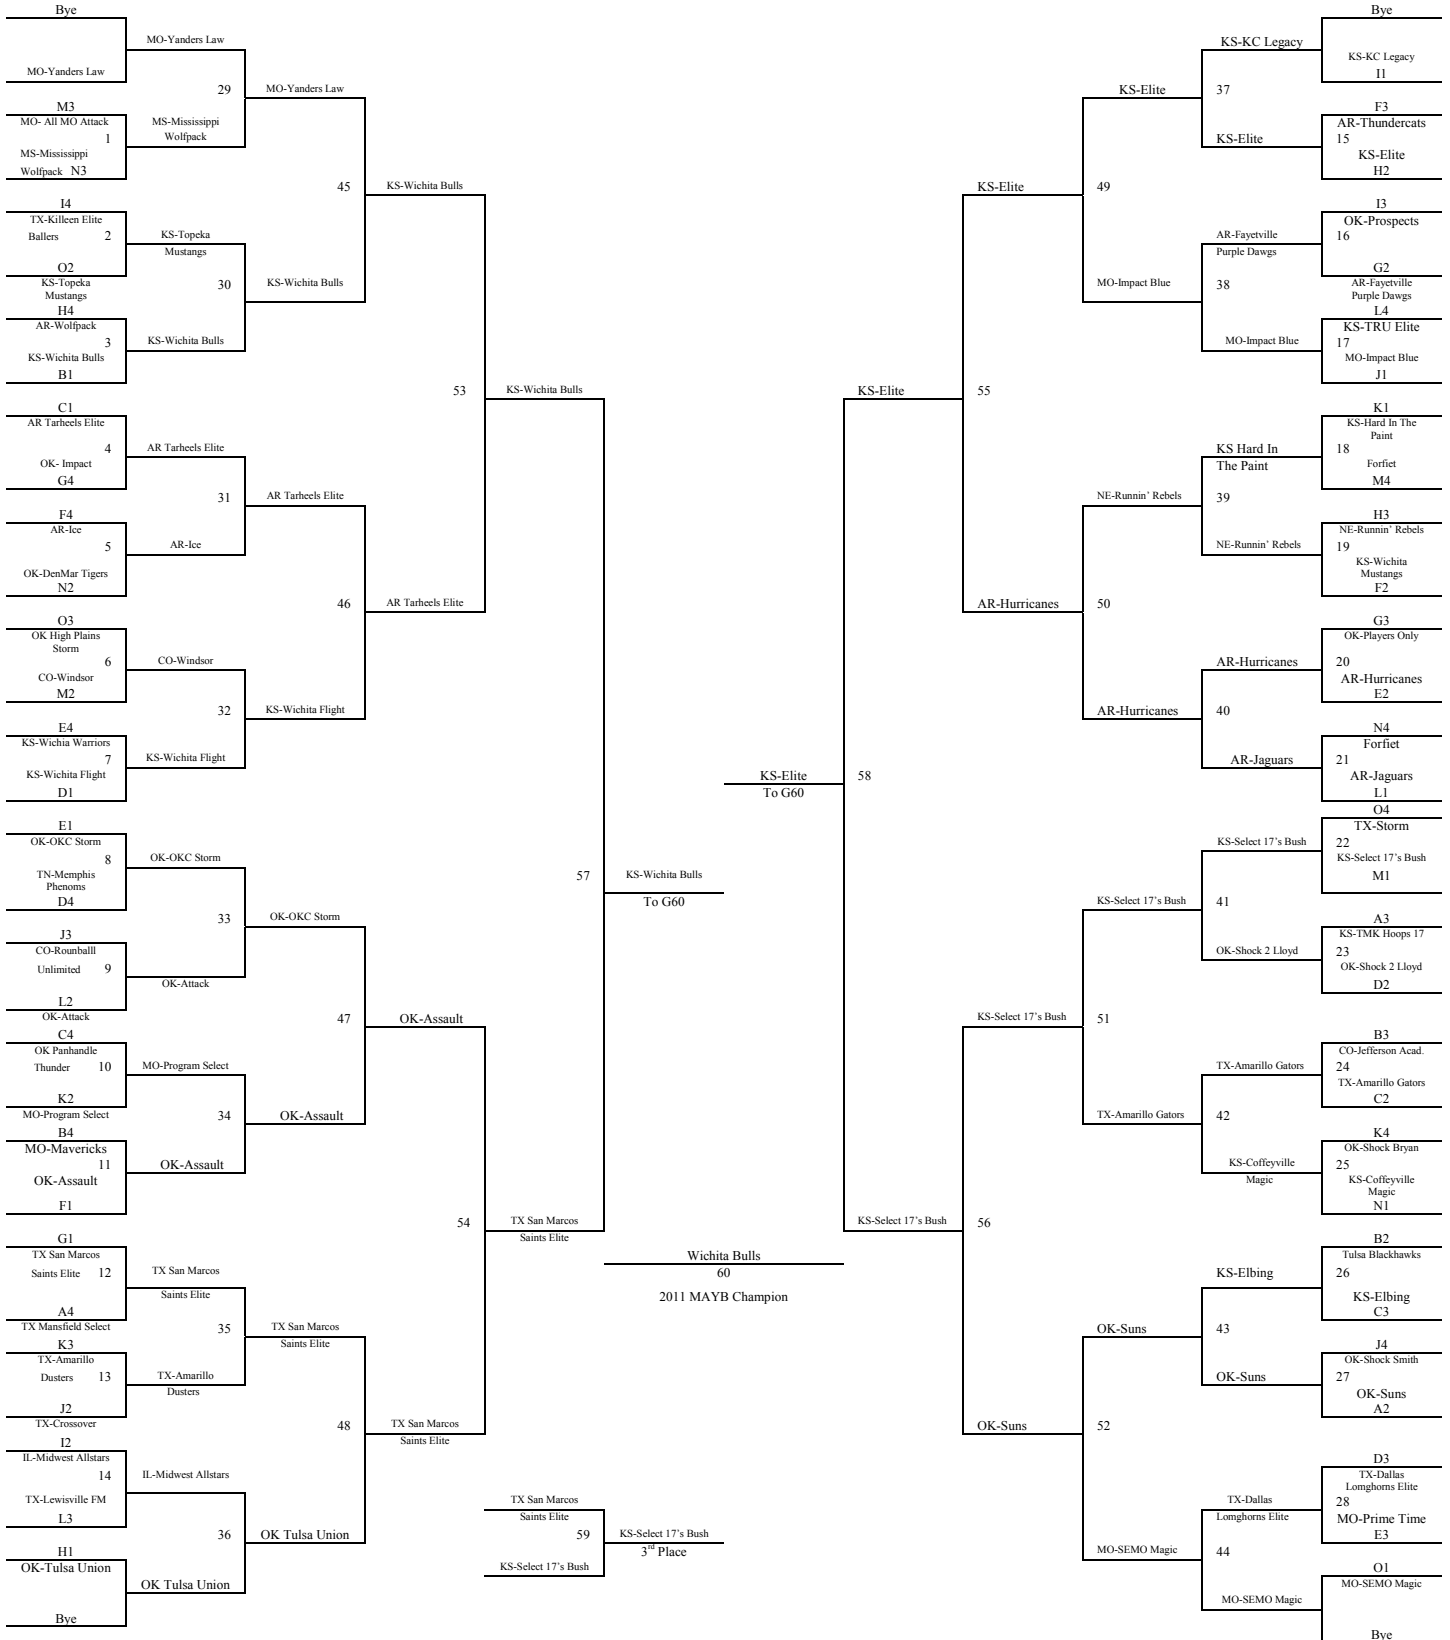 Bye
MO-Yanders Law
MO-Yanders Law
29
MO-Yanders Law
M3
MO- All MO Attack
1
MS-Mississippi
Wolfpack N3
MS-Mississippi
Wolfpack
45
KS-Wichita Bulls
I4
TX-Killeen Elite
Ballers 2
O2
KS-Topeka
Mustangs
KS-Topeka
Mustangs
30
KS-Wichita Bulls
H4
AR-Wolfpack
3
KS-Wichita Bulls
B1
KS-Wichita Bulls
53
KS-Wichita Bulls
C1
AR Tarheels Elite
4
OK- Impact
G4
AR Tarheels Elite
31
AR Tarheels Elite
F4
AR-Ice
5
OK-DenMar Tigers
N2
AR-Ice
46
AR Tarheels Elite
O3
OK High Plains
Storm
6
CO-Windsor
M2
CO-Windsor
32
KS-Wichita Flight
E4
KS-Wichia Warriors
7
KS-Wichita Flight
D1
KS-Wichita Flight
E1
OK-OKC Storm
8
TN-Memphis
Phenoms
D4
OK-OKC Storm
57
KS-Wichita Bulls
To G60
33
OK-OKC Storm
J3
CO-Rounballl
Unlimited 9
L2
OK-Attack
OK-Attack
47
OK-Assault
C4
OK Panhandle
Thunder 10
K2
MO-Program Select
MO-Program Select
34
OK-Assault
B4
MO-Mavericks
11
OK-Assault
F1
OK-Assault
54
TX San Marcos
Saints Elite
G1
TX San Marcos
Saints Elite 12
A4
TX Mansfield Select
TX San Marcos
Saints Elite
35
TX San Marcos
Saints Elite
K3
TX-Amarillo
Dusters 13
J2
TX-Crossover
TX-Amarillo
Dusters
48
TX San Marcos
Saints Elite
I2
IL-Midwest Allstars
14
TX-Lewisville FM
L3
IL-Midwest Allstars
36
OK Tulsa Union
H1
OK-Tulsa Union
OK Tulsa Union
Bye
TX San Marcos
Saints Elite
59
KS-Select 17's Bush
KS-Select 17's Bush
3rd Place
Wichita Bulls
60
2011 MAYB Champion
KS-Elite
To G60
58
KS-Elite
55
KS-Elite
49
KS-Elite
37
KS-KC Legacy
Bye
KS-KC Legacy
I1
KS-Elite
F3
AR-Thundercats
15
KS-Elite
H2
MO-Impact Blue
38
AR-Fayetville
Purple Dawgs
I3
OK-Prospects
16
G2
AR-Fayetville
Purple Dawgs
MO-Impact Blue
L4
KS-TRU Elite
17
MO-Impact Blue
J1
AR-Hurricanes
50
NE-Runnin' Rebels
39
KS Hard In
The Paint
K1
KS-Hard In The
Paint
18
Forfiet
M4
NE-Runnin' Rebels
H3
NE-Runnin' Rebels
19
KS-Wichita
Mustangs
F2
AR-Hurricanes
40
AR-Hurricanes
G3
OK-Players Only
20
AR-Hurricanes
E2
AR-Jaguars
N4
Forfiet
21
AR-Jaguars
L1
KS-Select 17's Bush
56
KS-Select 17's Bush
51
KS-Select 17's Bush
41
KS-Select 17's Bush
O4
TX-Storm
22
KS-Select 17's Bush
M1
OK-Shock 2 Lloyd
A3
KS-TMK Hoops 17
23
OK-Shock 2 Lloyd
D2
TX-Amarillo Gators
42
TX-Amarillo Gators
B3
CO-Jefferson Acad.
24
TX-Amarillo Gators
C2
KS-Coffeyville
Magic
K4
OK-Shock Bryan
25
KS-Coffeyville
Magic
N1
OK-Suns
52
OK-Suns
43
KS-Elbing
B2
Tulsa Blackhawks
26
KS-Elbing
C3
OK-Suns
J4
OK-Shock Smith
27
OK-Suns
A2
MO-SEMO Magic
44
TX-Dallas
Lomghorns Elite
D3
TX-Dallas
Lomghorns Elite
28
MO-Prime Time
E3
MO-SEMO Magic
O1
MO-SEMO Magic
Bye